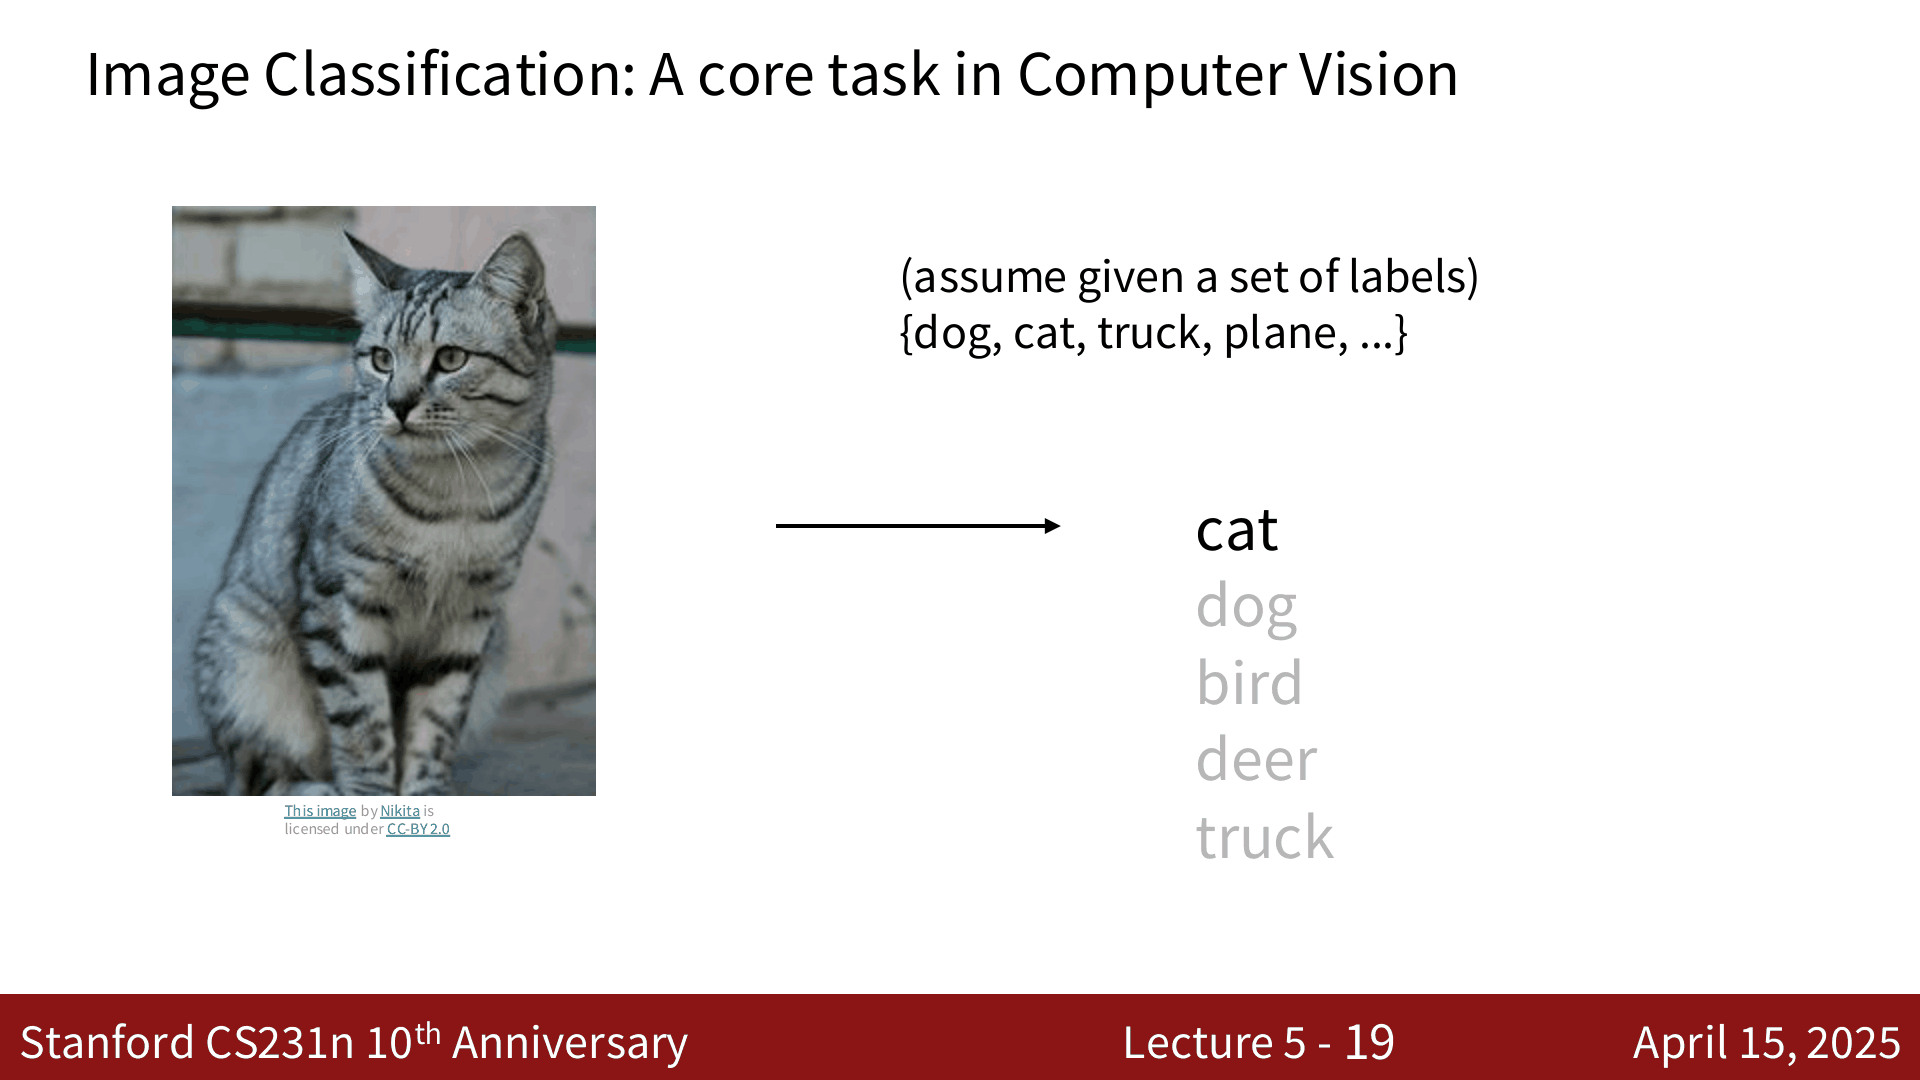 Image Classification: A core task in Computer Vision
(assume given a set of labels)
{dog, cat, truck, plane, ...}
cat
dog
bird
deer
truck
This image by Nikita is
licensed under CC-BY 2.0
Stanford CS231n 10th Anniversary
Lecture 5 - 19
April 15, 2025